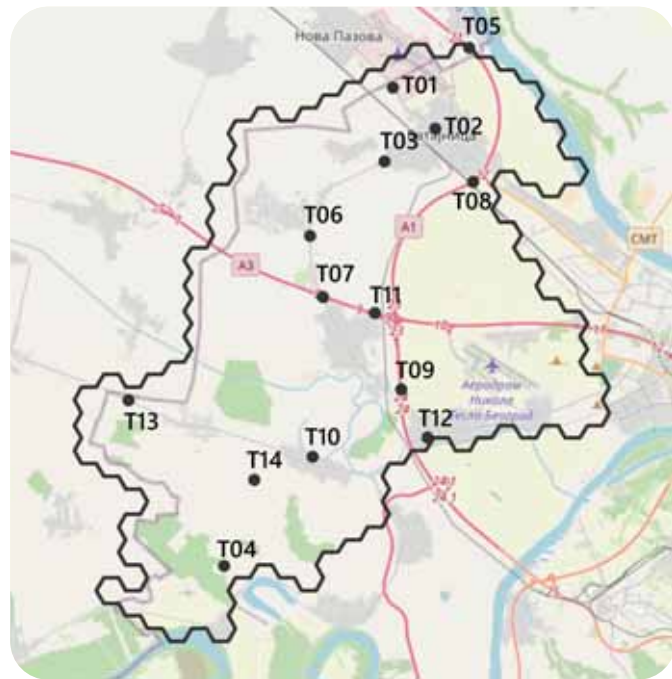 T05
Нова Пазова
T01
T02
T03
T08
A1
СМТ
T06
A3
T07
T11
T09
Аеродром
Никола
Тесла Београд
T12
T13
T10
T14
T04